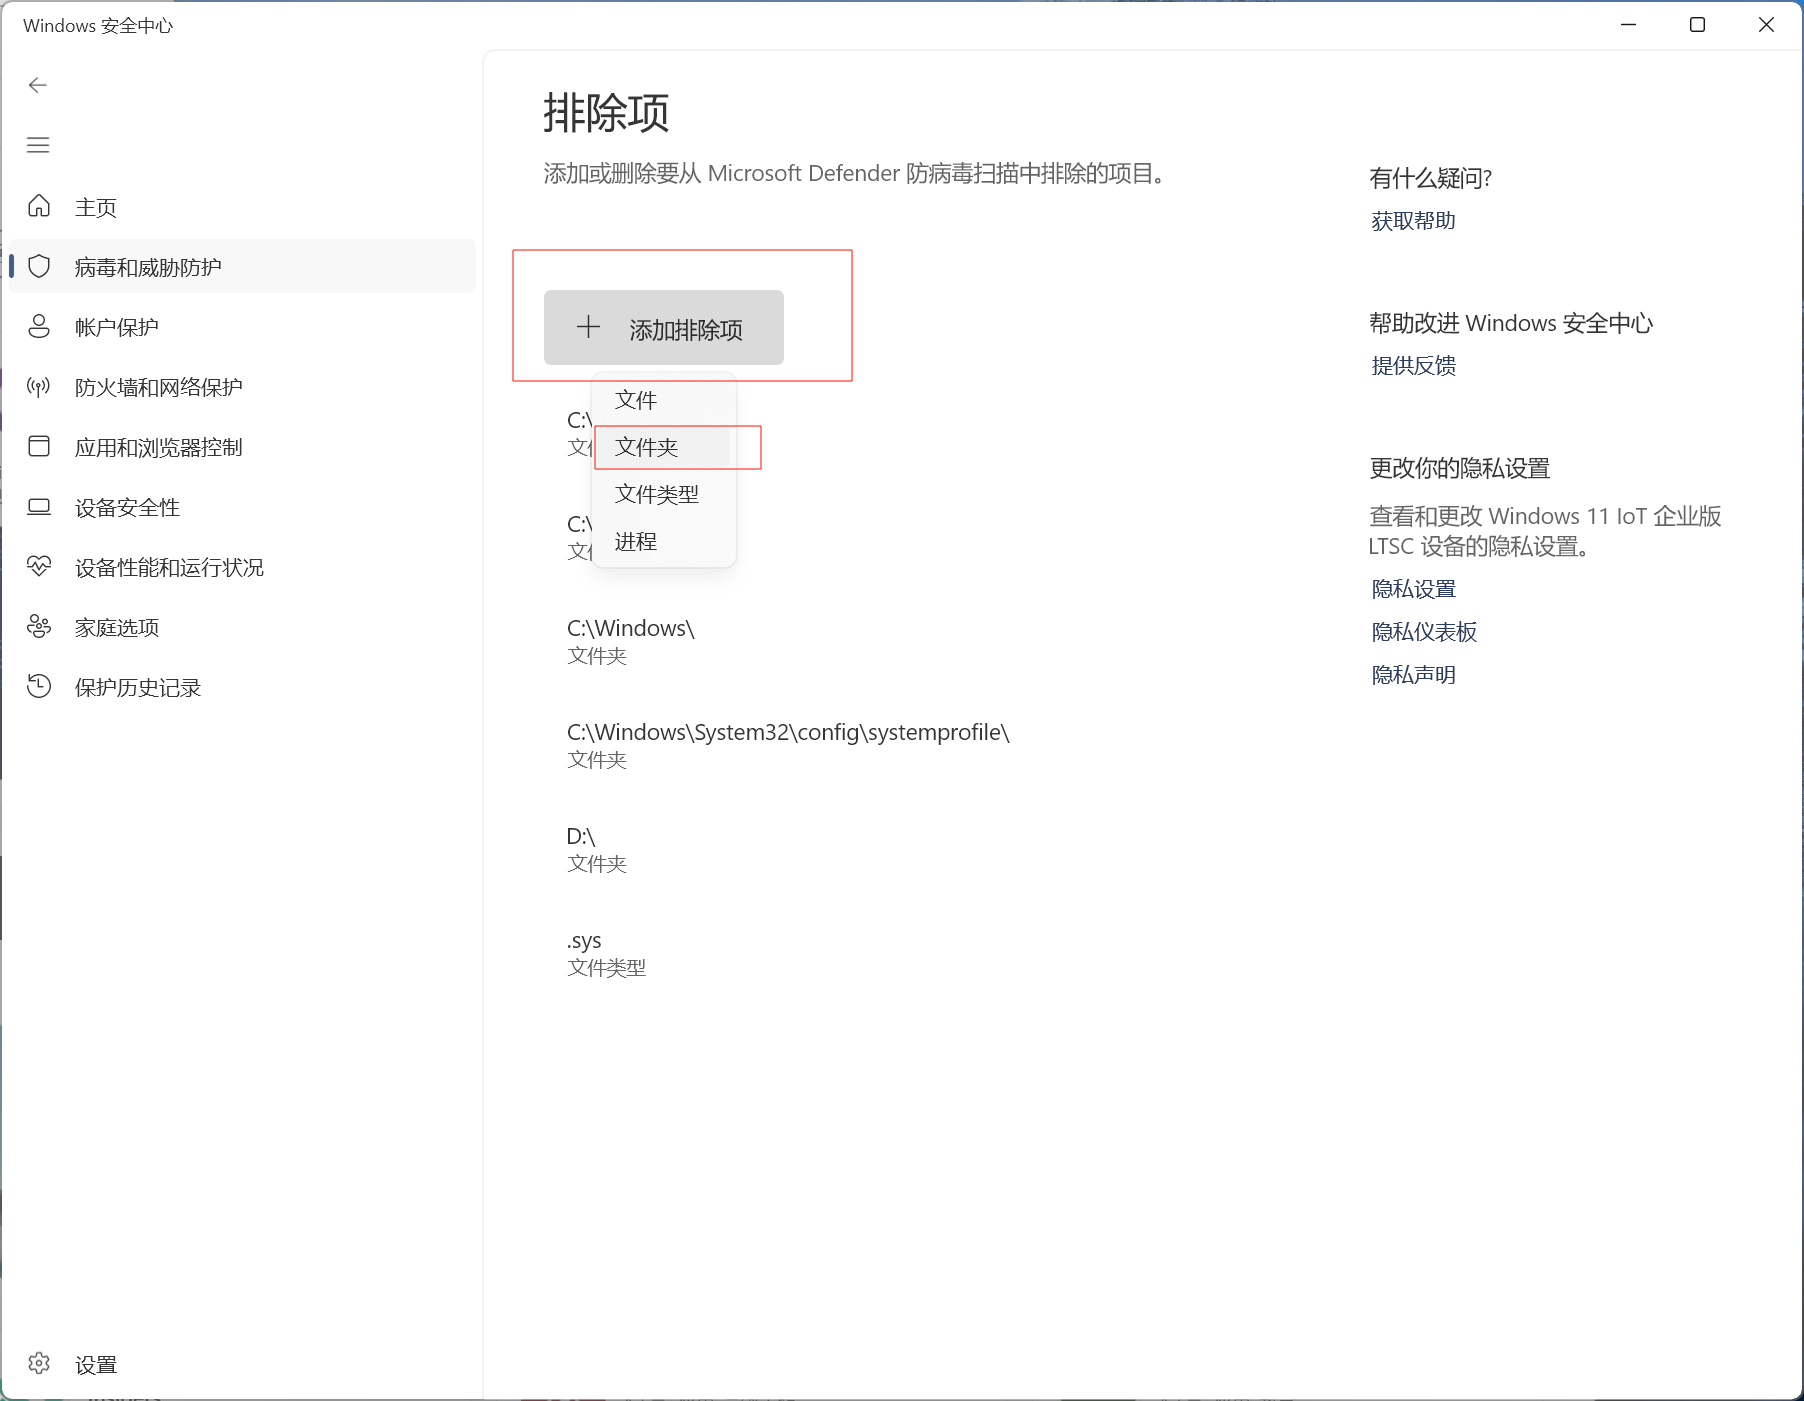 Windows 安全中心
主页
病毒和威胁防护
帐户保护
防火墙和网络保护
应用和浏览器控制
设备安全性
设备性能和运行状况
家庭选项
保护历史记录
设置
排除项
添加或删除要从 Microsoft Defender 防病毒扫描中排除的项目。
添加排除项
文件
文件夹
文件类型
进程
C:\
C:\
C:\Windows\
文件夹
C:\Windows\System32\config\systemprofile\
文件夹
D:\
文件夹
.sys
文件类型
有什么疑问?
获取帮助
帮助改进 Windows 安全中心
提供反馈
更改你的隐私设置
查看和更改 Windows 11 IoT 企业版
LTSC 设备的隐私设置。
隐私设置
隐私仪表板
隐私声明